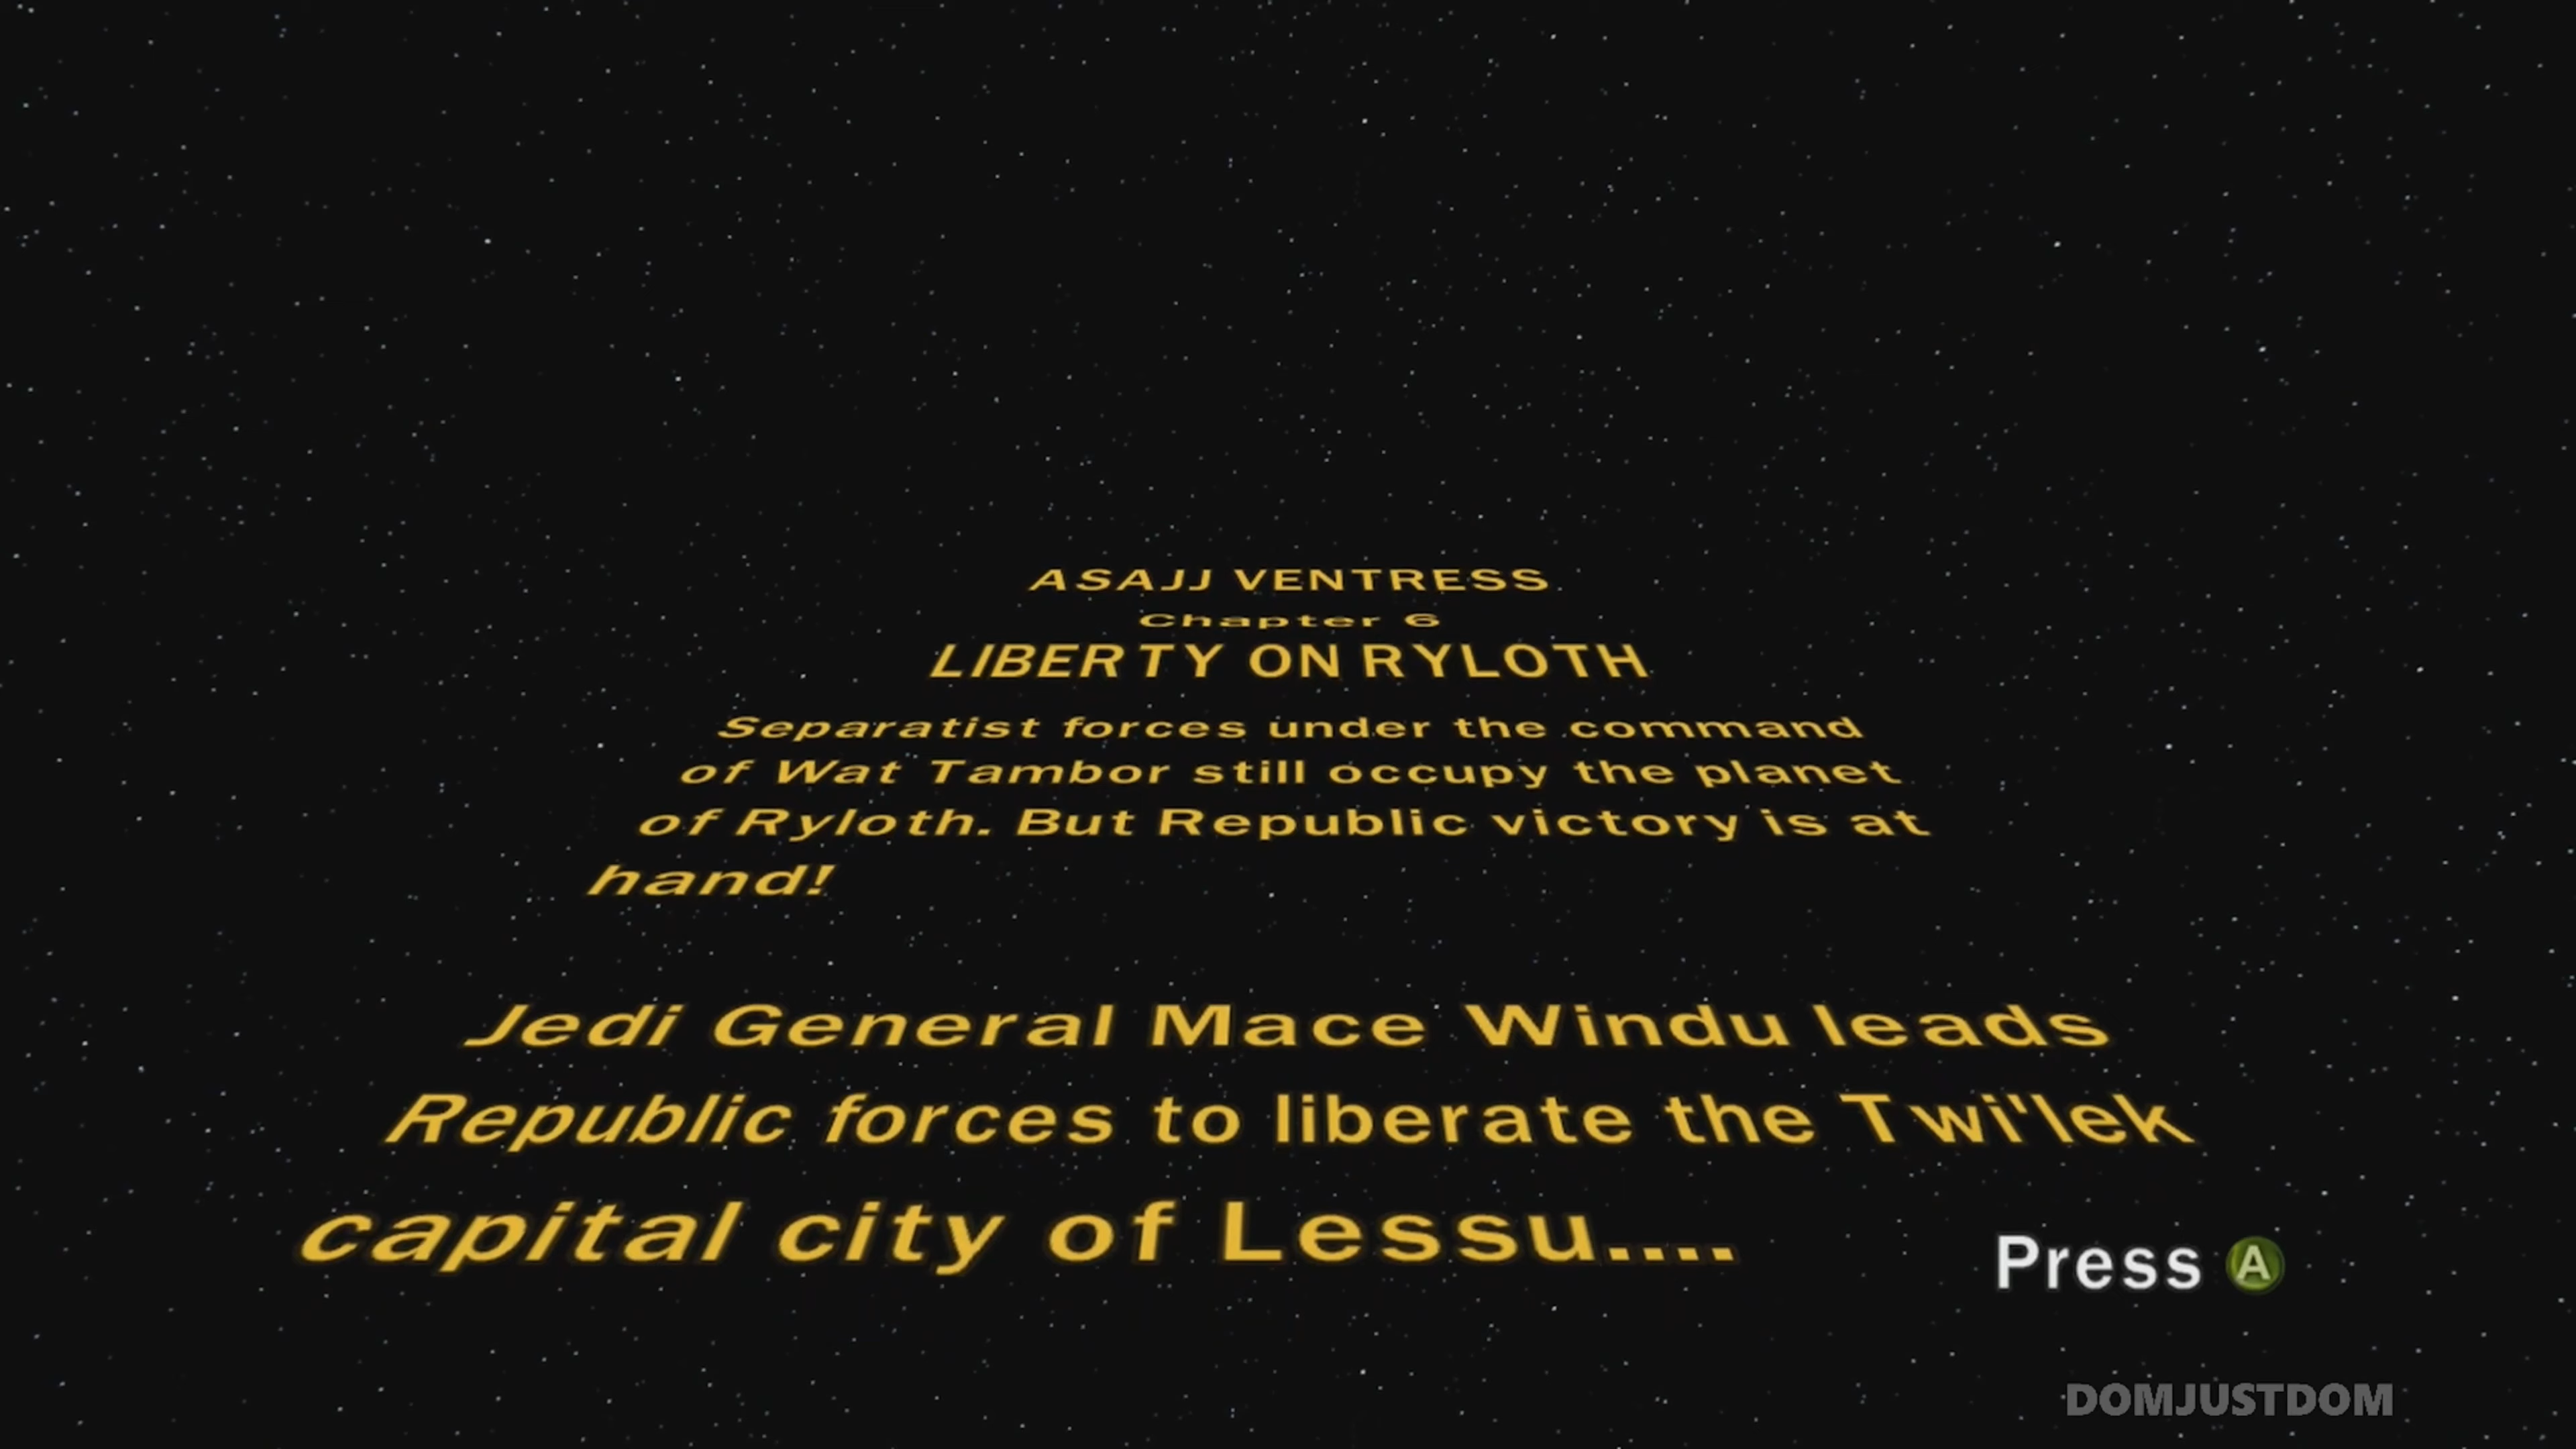 ASAJJ VENTRESS
Chapter 6
LIBERTY ON RYLOTH
Separatist forces under the command
of Wat Tambor still occupy the planet
of Ryloth. But Republic victory is at
hand!
Jedi General Mace Windu leads
Republic forces to liberate the Twi'lek
capital city of Lessu....
Press A
DOMJUSTDOM